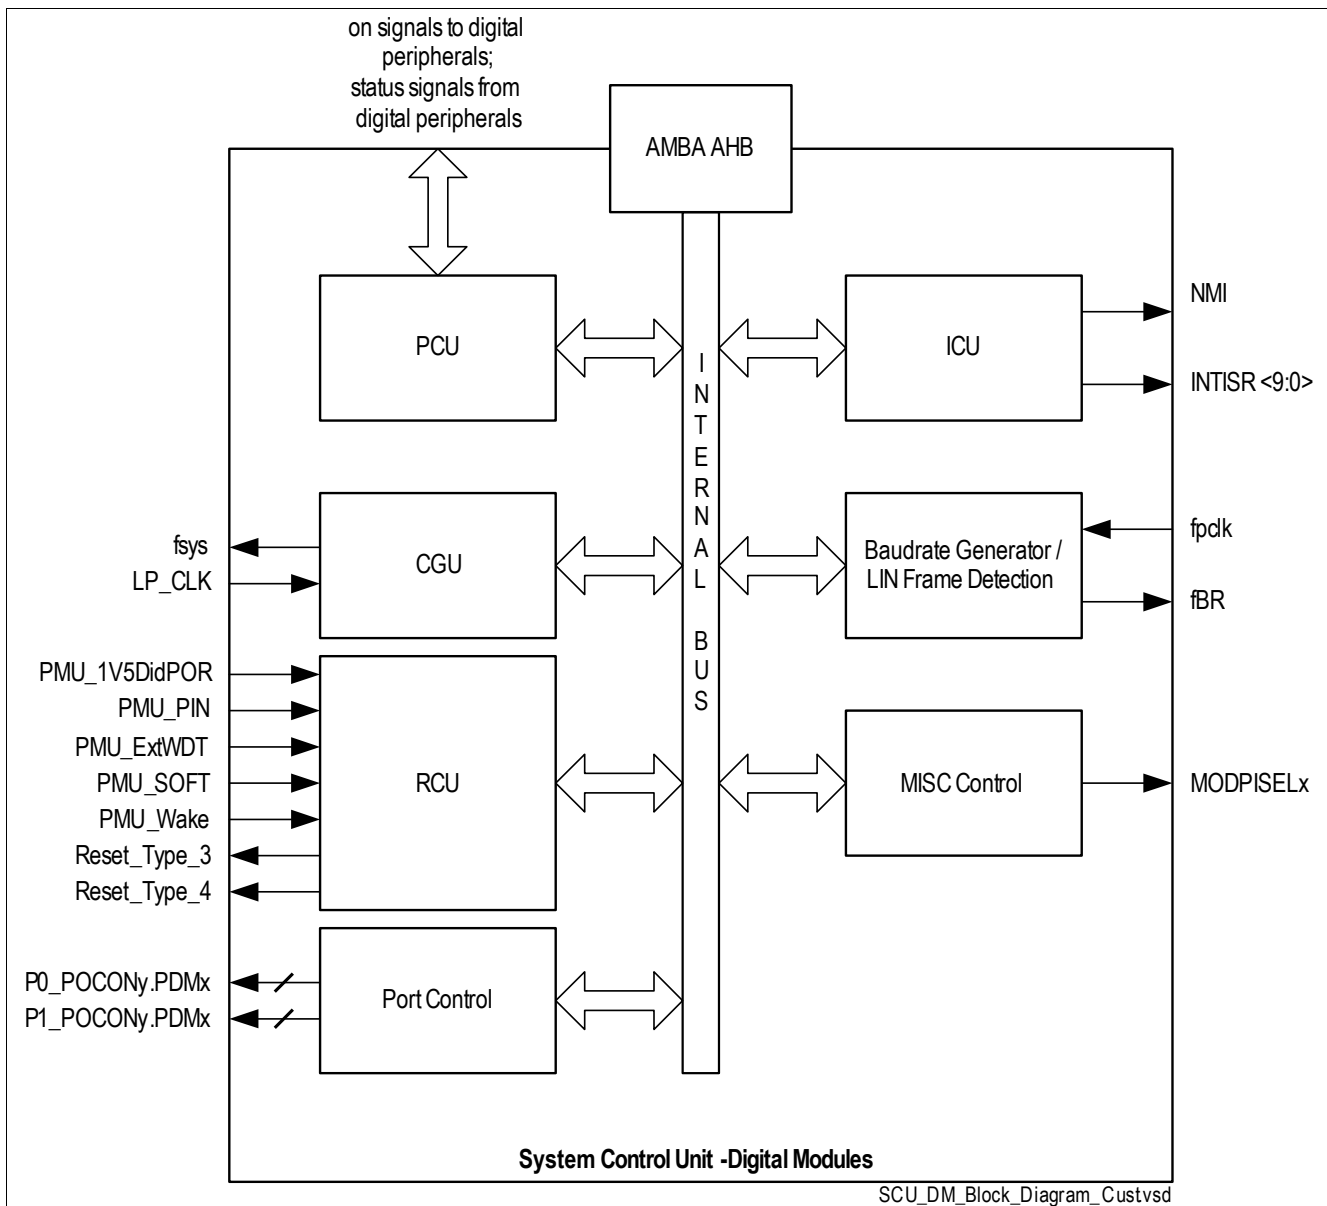 on signals to digital
peripherals;
status signals from
digital peripherals
AMBA AHB
PCU
ICU
NMI
INTISR <9:0>
INTERNAL BUS
fsys
LP_CLK
CGU
Baudrate Generator /
LIN Frame Detection
fpclk
fBR
PMU_1V5DidPOR
PMU_PIN
PMU_ExtWDT
PMU_SOFT
PMU_Wake
Reset_Type_3
Reset_Type_4
RCU
MISC Control
MODPISELx
P0_POCONy.PDMx
P1_POCONy.PDMx
Port Control
System Control Unit -Digital Modules
SCU_DM_Block_Diagram_Cust.vsd